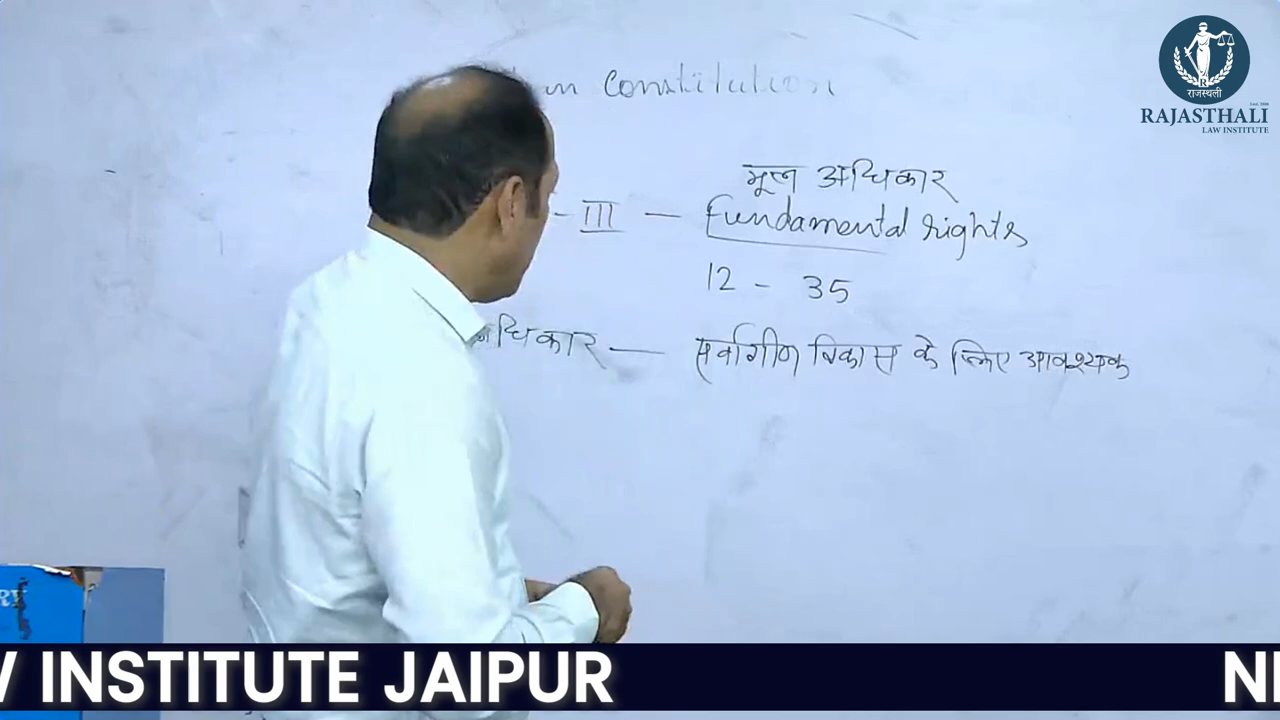 Constitution
मूल अधिकार
- III - Fundamental rights
12 - 35
धिकार - सर्वागीण विकास के लिए आवश्यक
राजस्थली
RAJASTHALI
LAW INSTITUTE
INSTITUTE JAIPUR